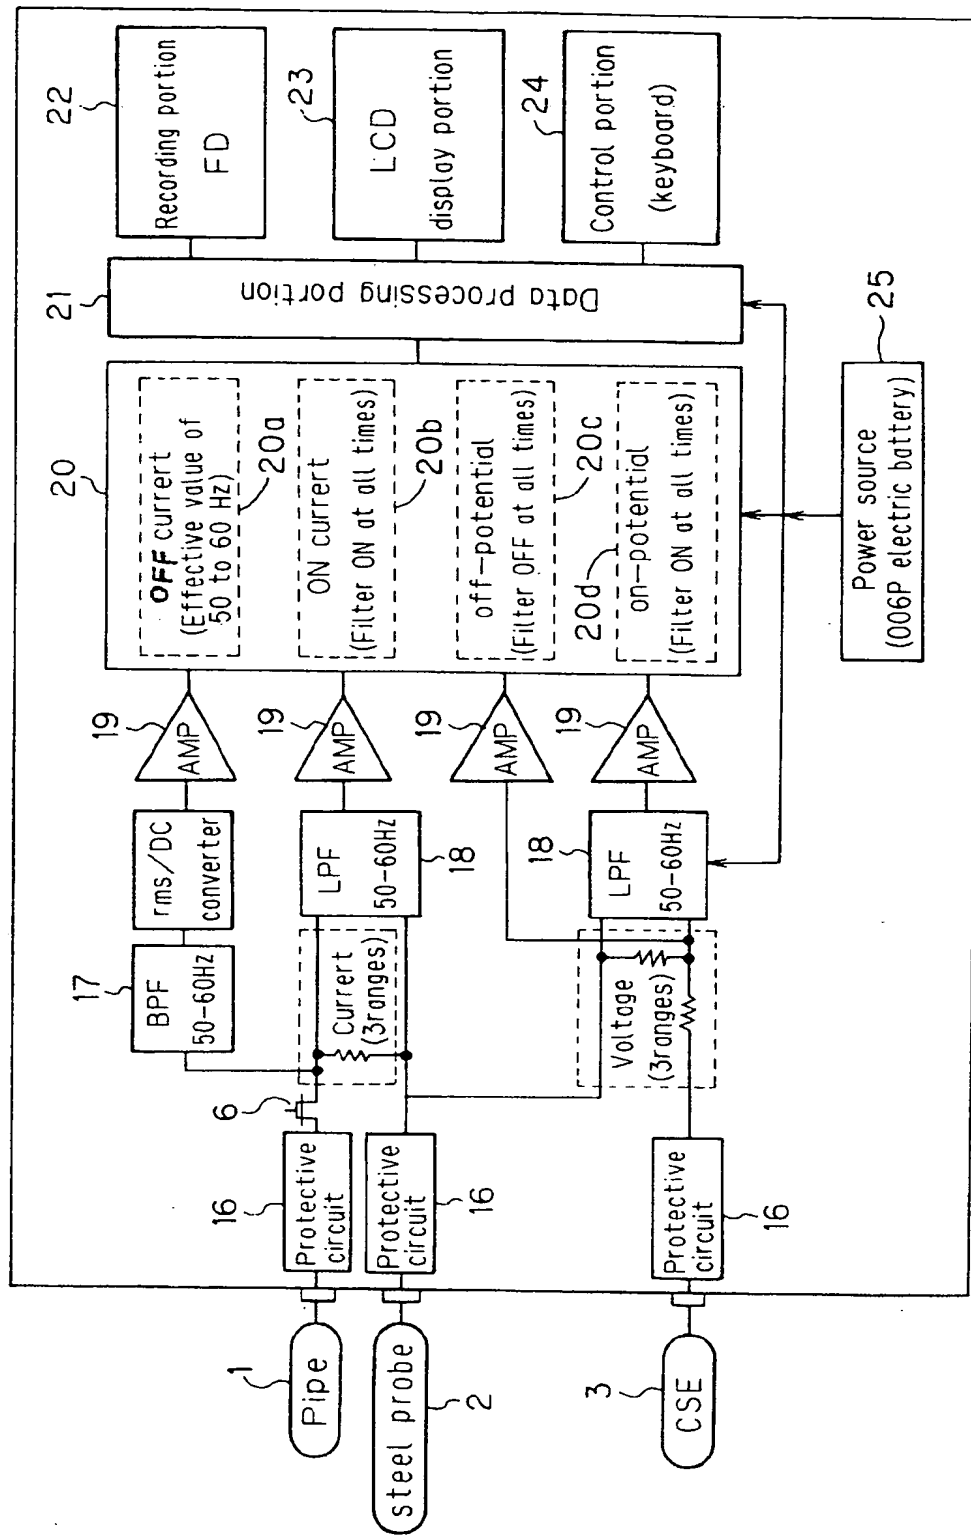 22
Recording portion
FD
23
LCD
display portion
24
Control portion
(keyboard)
21
Data processing portion
20
OFF current
(Effective value of
50 to 60 Hz)
20a
ON current
(Filter ON at all times)
20b
off-potential
(Filter OFF at all times)
20c
20d
on-potential
(Filter ON at all times)
25
Power source
(006P electric battery)
19
AMP
19
AMP
19
AMP
19
AMP
rms/DC
converter
17
BPF
50-60Hz
LPF
50-60Hz
18
18
LPF
50-60Hz
Currert
(3ranges)
Voltage
(3ranges)
6
16
Protective
circuit
Protective
circuit
16
Protective
circuit
16
1
Pipe
steel probe
2
3
CSE